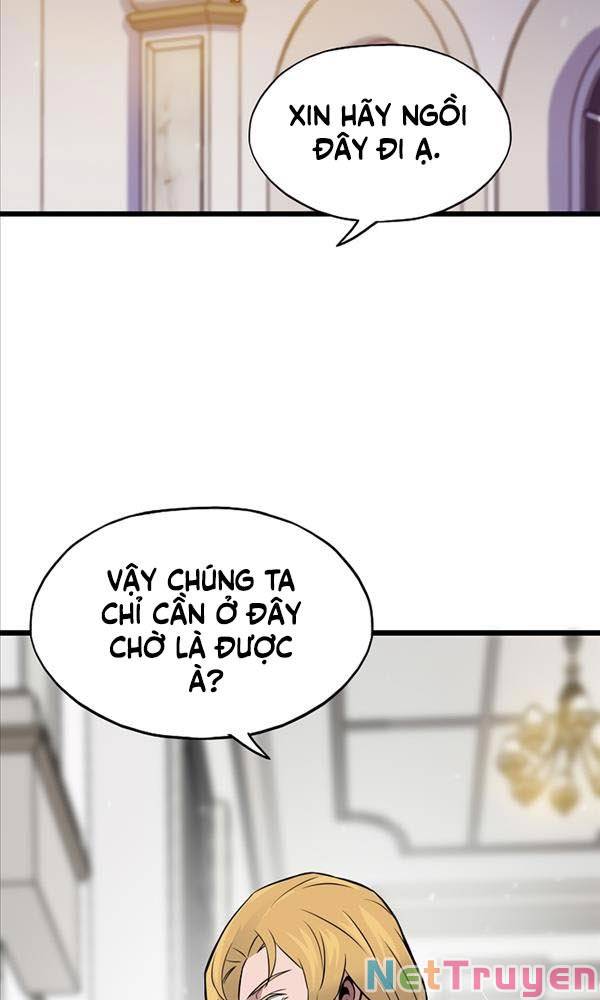 XIN HÃY NGỒI
ĐÂY ĐI Ạ.
VẬY CHÚNG TA
CHỈ CẦN Ở ĐÂY
CHỜ LÀ ĐƯỢC
À?
NetTruyen